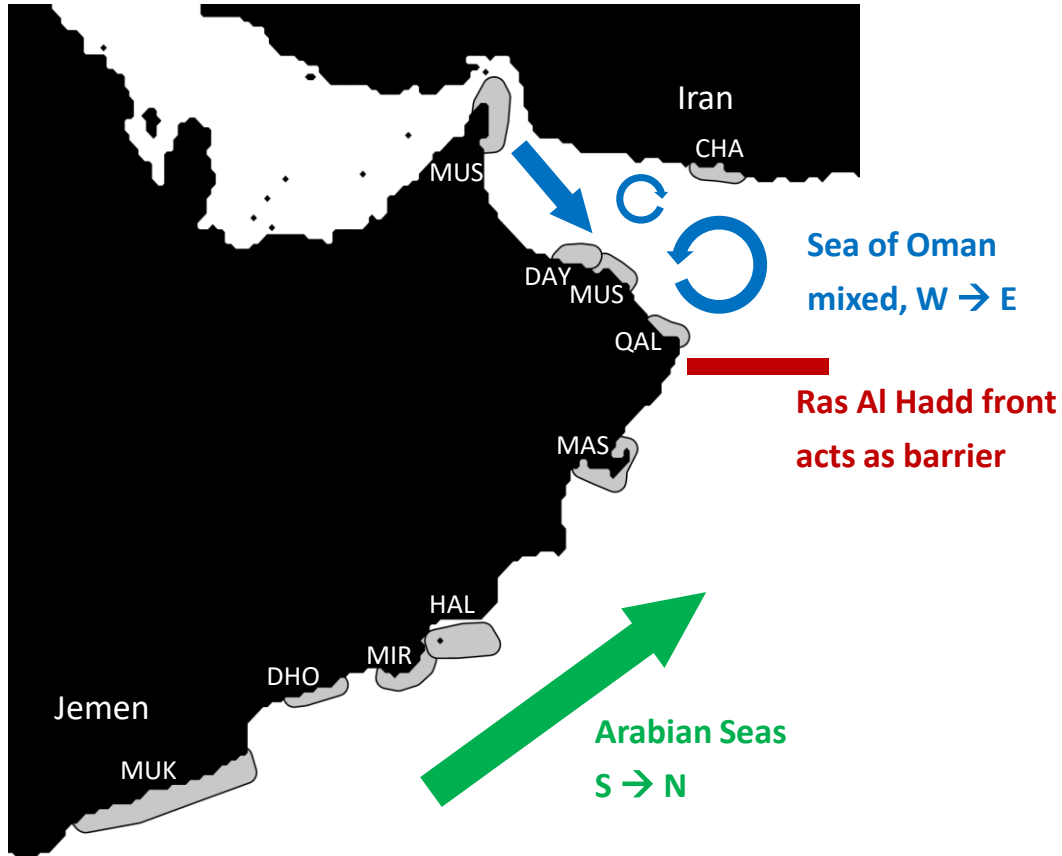 Iran
CHA
MUS
Sea of Oman
mixed, W → E
DAY
MUS
QAL
Ras Al Hadd front
acts as barrier
MAS
HAL
MIR
DHO
Jemen
Arabian Seas
S → N
MUK